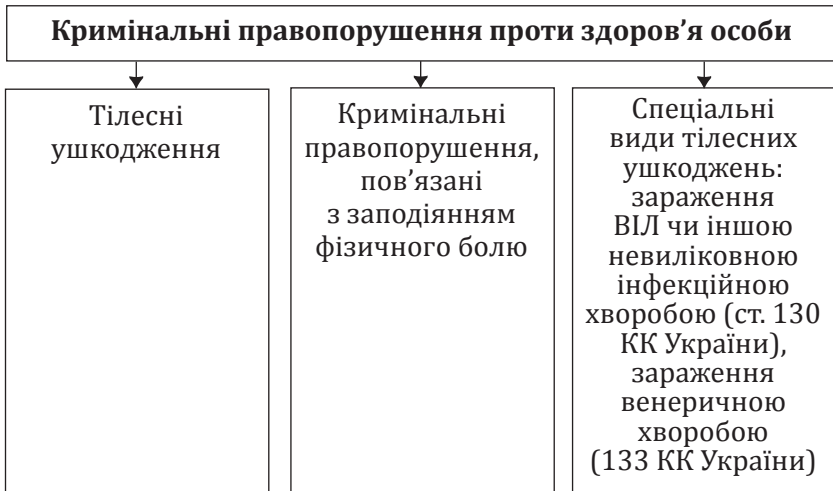 Кримінальні правопорушення проти здоров’я особи
Тілесні
ушкодження
Кримінальні
правопорушення,
пов’язані
з заподіянням
фізичного болю
Спеціальні
види тілесних
ушкоджень:
зараження
ВІЛ чи іншою
невиліковною
інфекційною
хворобою (ст. 130
КК України),
зараження
венеричною
хворобою
(133 КК України)